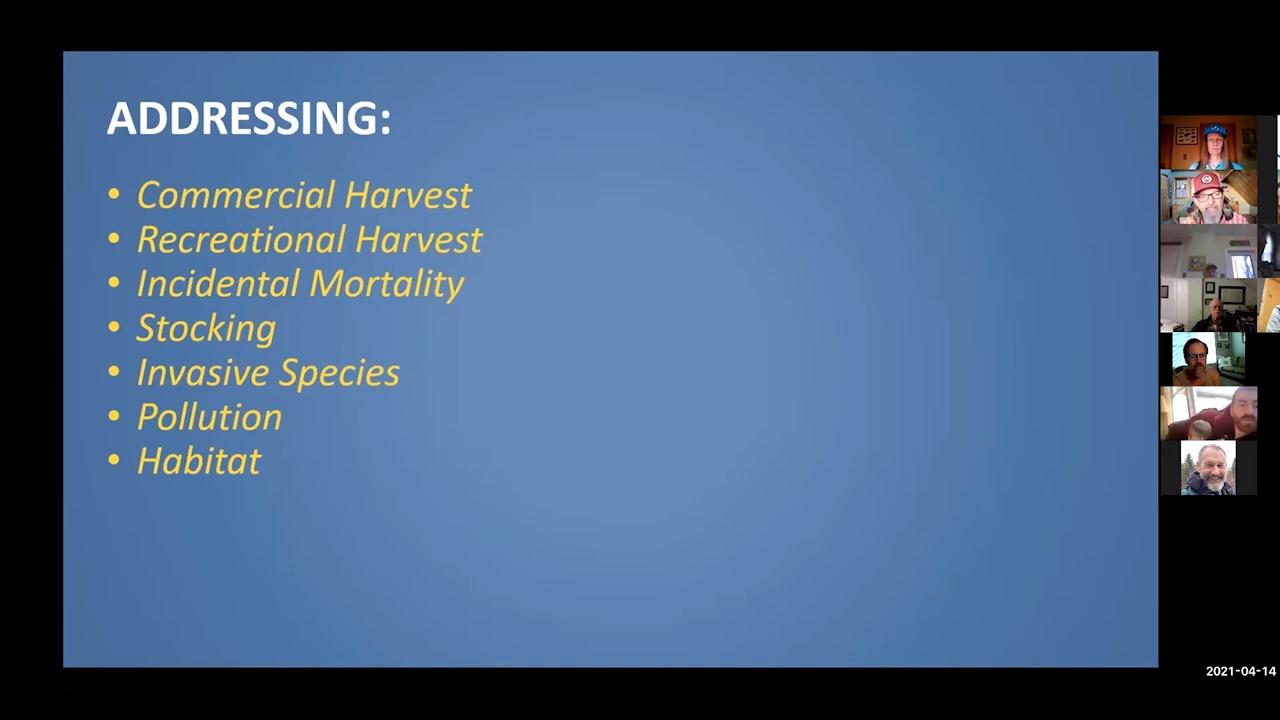 ADDRESSING:
• Commercial Harvest
• Recreational Harvest
• Incidental Mortality
• Stocking
• Invasive Species
• Pollution
• Habitat
2021-04-14